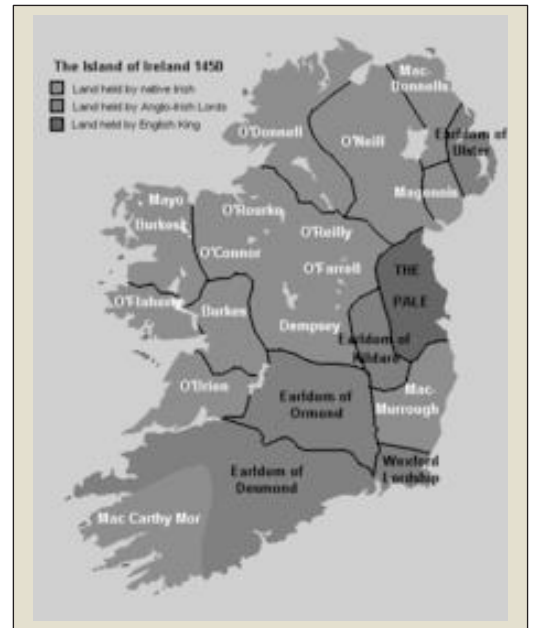 The Island of Ireland 1450
Land held by native Irish
Land held by Anglo-Irish Lords
Land held by English King
Mac-
Donnells
O'Donnell
O'Neill
Earldom of
Ulster
Magennis
Mayo
Burkes
O'Rourke
O'Reilly
O'Connor
O'Farrell
THE
PALE
O'Flaherty
Burkes
Dempsey
Earldom of
Kildare
O'Brien
Earldom of
Ormond
Mac-
Murrough
Wexford
Lordship
Earldom of
Desmond
Mac Carthy Mor